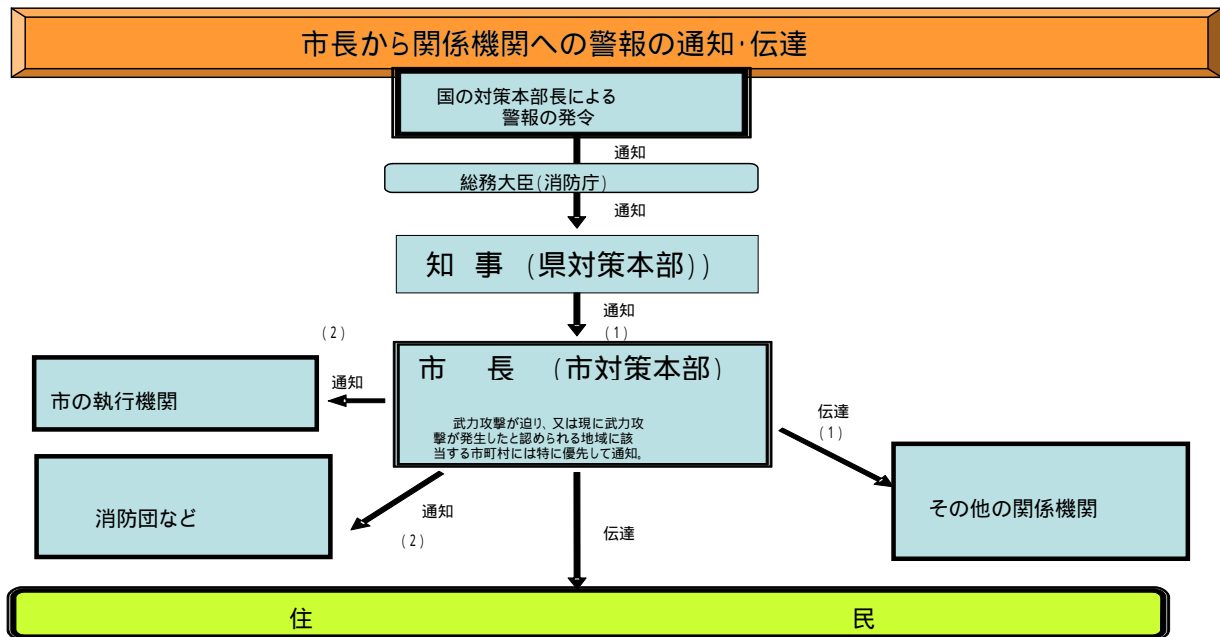 市長から関係機関への警報の通知･伝達
国の対策本部長による
警報の発令
通知
総務大臣(消防庁)
通知
知 事 (県対策本部))
通知
(1)
(2)
市 長 (市対策本部)
武力攻撃が迫り、又は現に武力攻
撃が発生したと認められる地域に該
当する市町村には特に優先して通知。
通知
市の執行機関
伝達
(1)
消防団など
通知
(2)
伝達
その他の関係機関
住 民